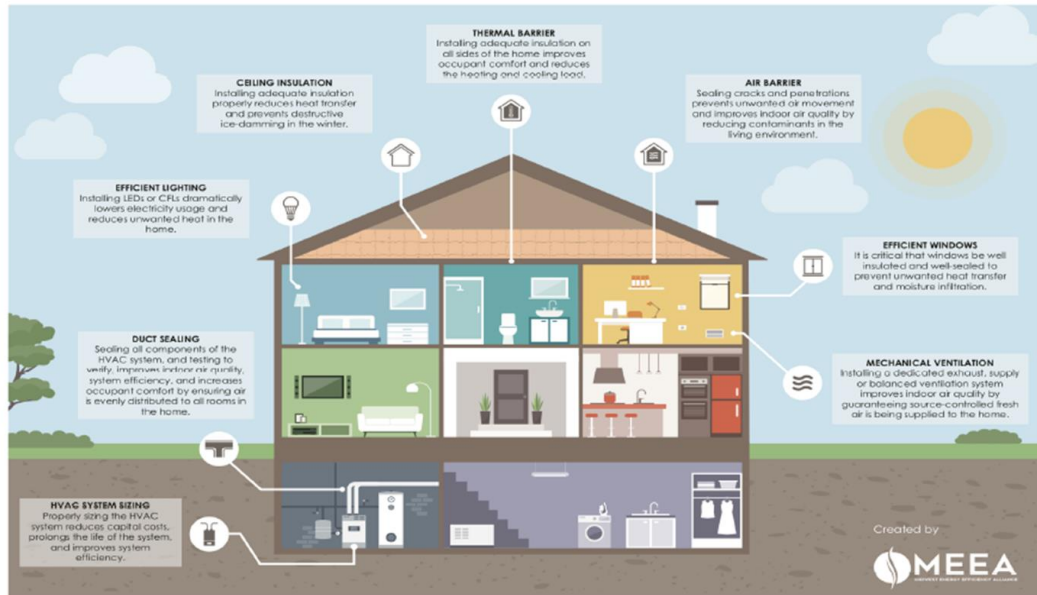 THERMAL BARRIER
Installing adequate insulation on
all sides of the home improves
occupant comfort and reduces
the heating and cooling load.
CEILING INSULATION
Installing adequate insulation
properly reduces heat transfer
and prevents destructive
ice-damming in the winter.
AIR BARRIER
Sealing cracks and penetrations
prevents unwanted air movement
and improves indoor air quality by
reducing contaminants in the
living environment.
EFFICIENT LIGHTING
Installing LEDs or CFLs dramatically
lowers electricity usage and
reduces unwanted heat in the
home.
EFFICIENT WINDOWS
It is critical that windows be well
insulated and well-sealed to
prevent unwanted heat transfer
and moisture infiltration.
DUCT SEALING
Sealing all components of the
HVAC system, and testing to
verify, improves indoor air quality,
system efficiency, and increases
occupant comfort by ensuring air
is evenly distributed to all rooms in
the home.
MECHANICAL VENTILATION
Installing a dedicated exhaust, supply
or balanced ventilation system
improves indoor air quality by
guaranteeing source-controlled fresh
air is being supplied to the home.
HVAC SYSTEM SIZING
Properly sizing the HVAC
system reduces capital costs,
prolongs the life of the system,
and improves system
efficiency.
Created by
MEEA
MIDWEST ENERGY EFFICIENCY ALLIANCE